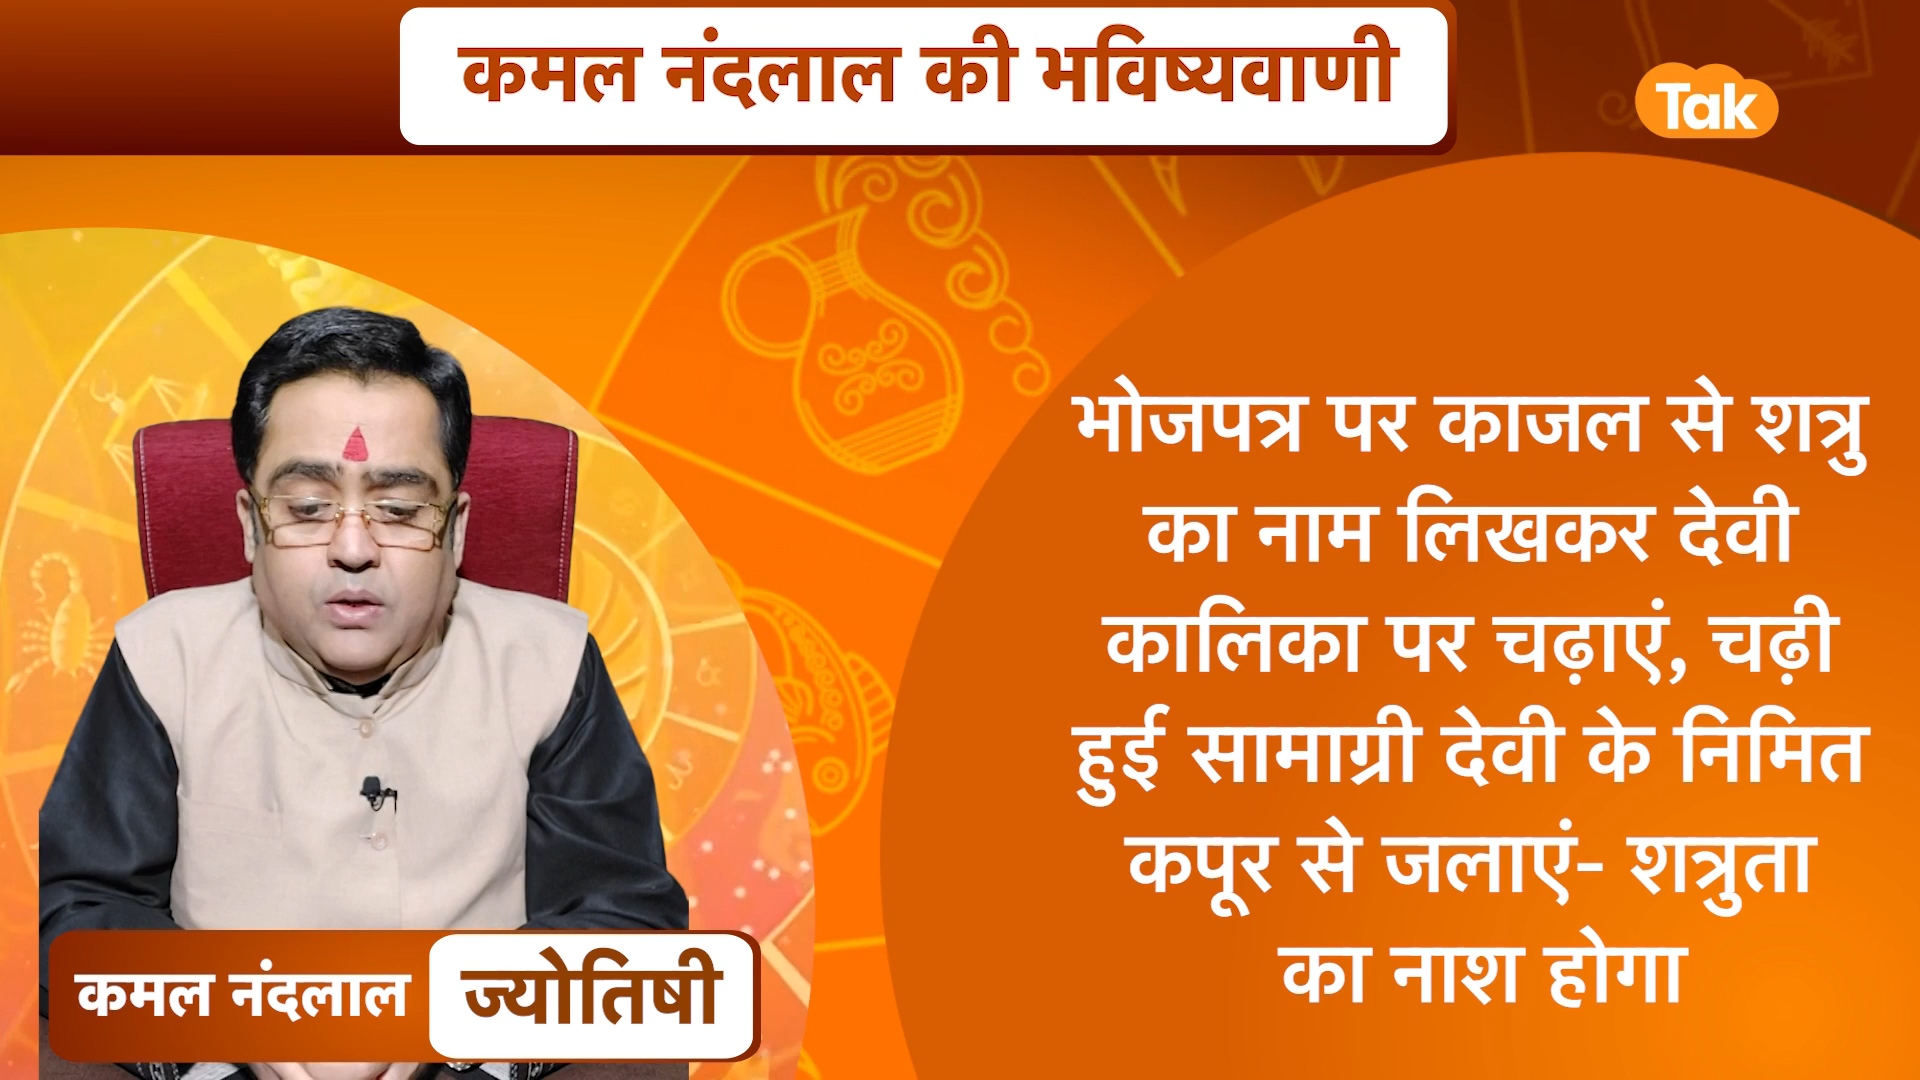 कमल नंदलाल की भविष्यवाणी
Tak
भोजपत्र पर काजल से शत्रु
का नाम लिखकर देवी
कालिका पर चढ़ाएं, चढ़ी
हुई सामाग्री देवी के निमित
कपूर से जलाएं- शत्रुता
का नाश होगा
कमल नंदलाल
ज्योतिषी